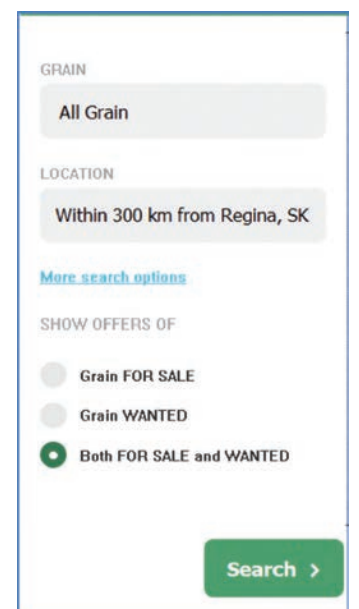 GRAIN
All Grain
LOCATION
Within 300 km from Regina, SK
More search options
SHOW OFFERS OF
Grain FOR SALE
Grain WANTED
Both FOR SALE and WANTED
Search >